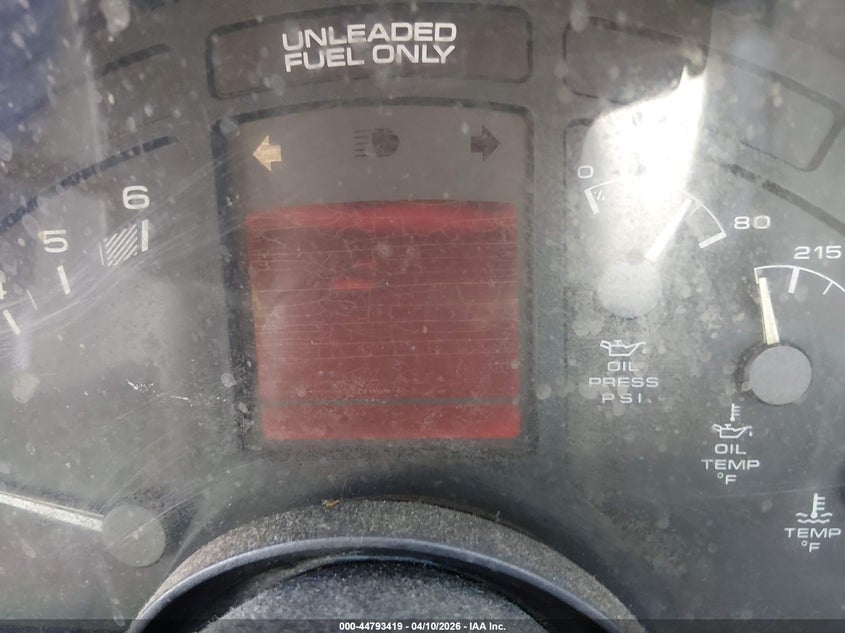 UNLEADED
FUEL ONLY
6
5
4
0
80
215
OIL
PRESS
PSI
OIL
TEMP
°F
TEMP
°F
000-44793419 - 04/10/2026 - IAA Inc.